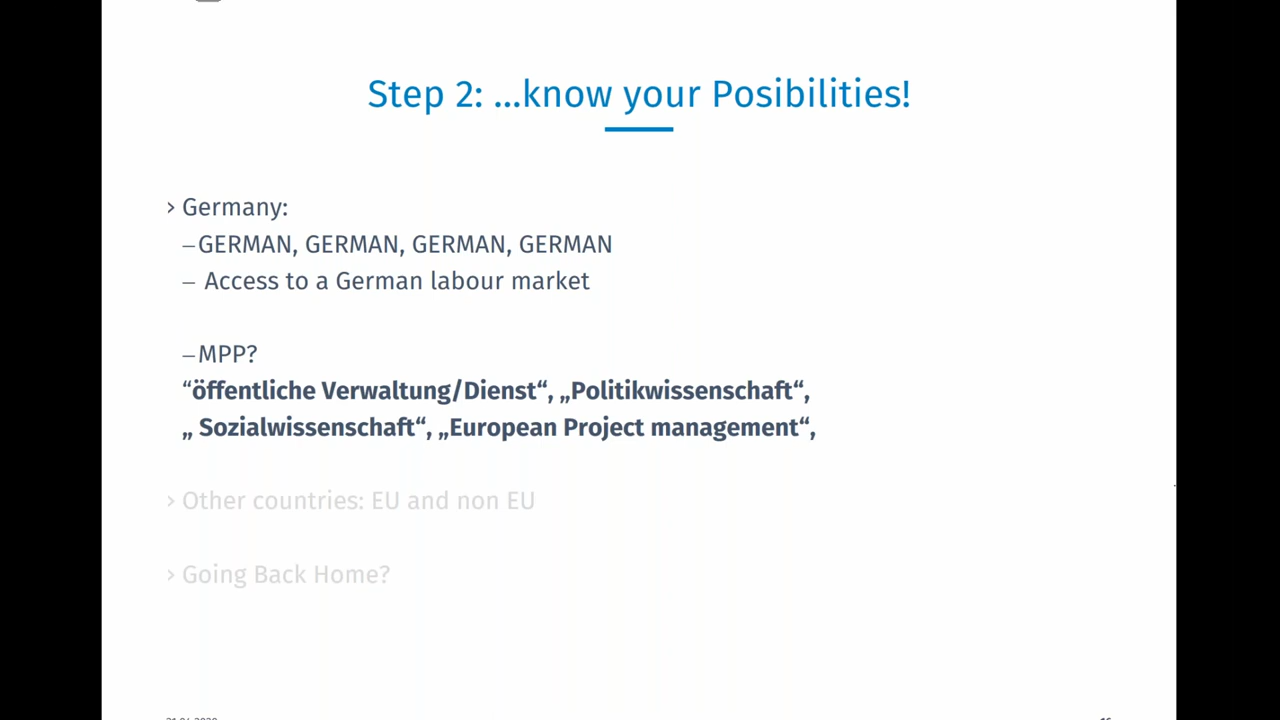 Step 2: ...know your Posibilities!
› Germany:
–GERMAN, GERMAN, GERMAN, GERMAN
– Access to a German labour market
–MPP?
“öffentliche Verwaltung/Dienst“, „Politikwissenschaft“,
„ Sozialwissenschaft“, „European Project management“,
› Other countries: EU and non EU
› Going Back Home?